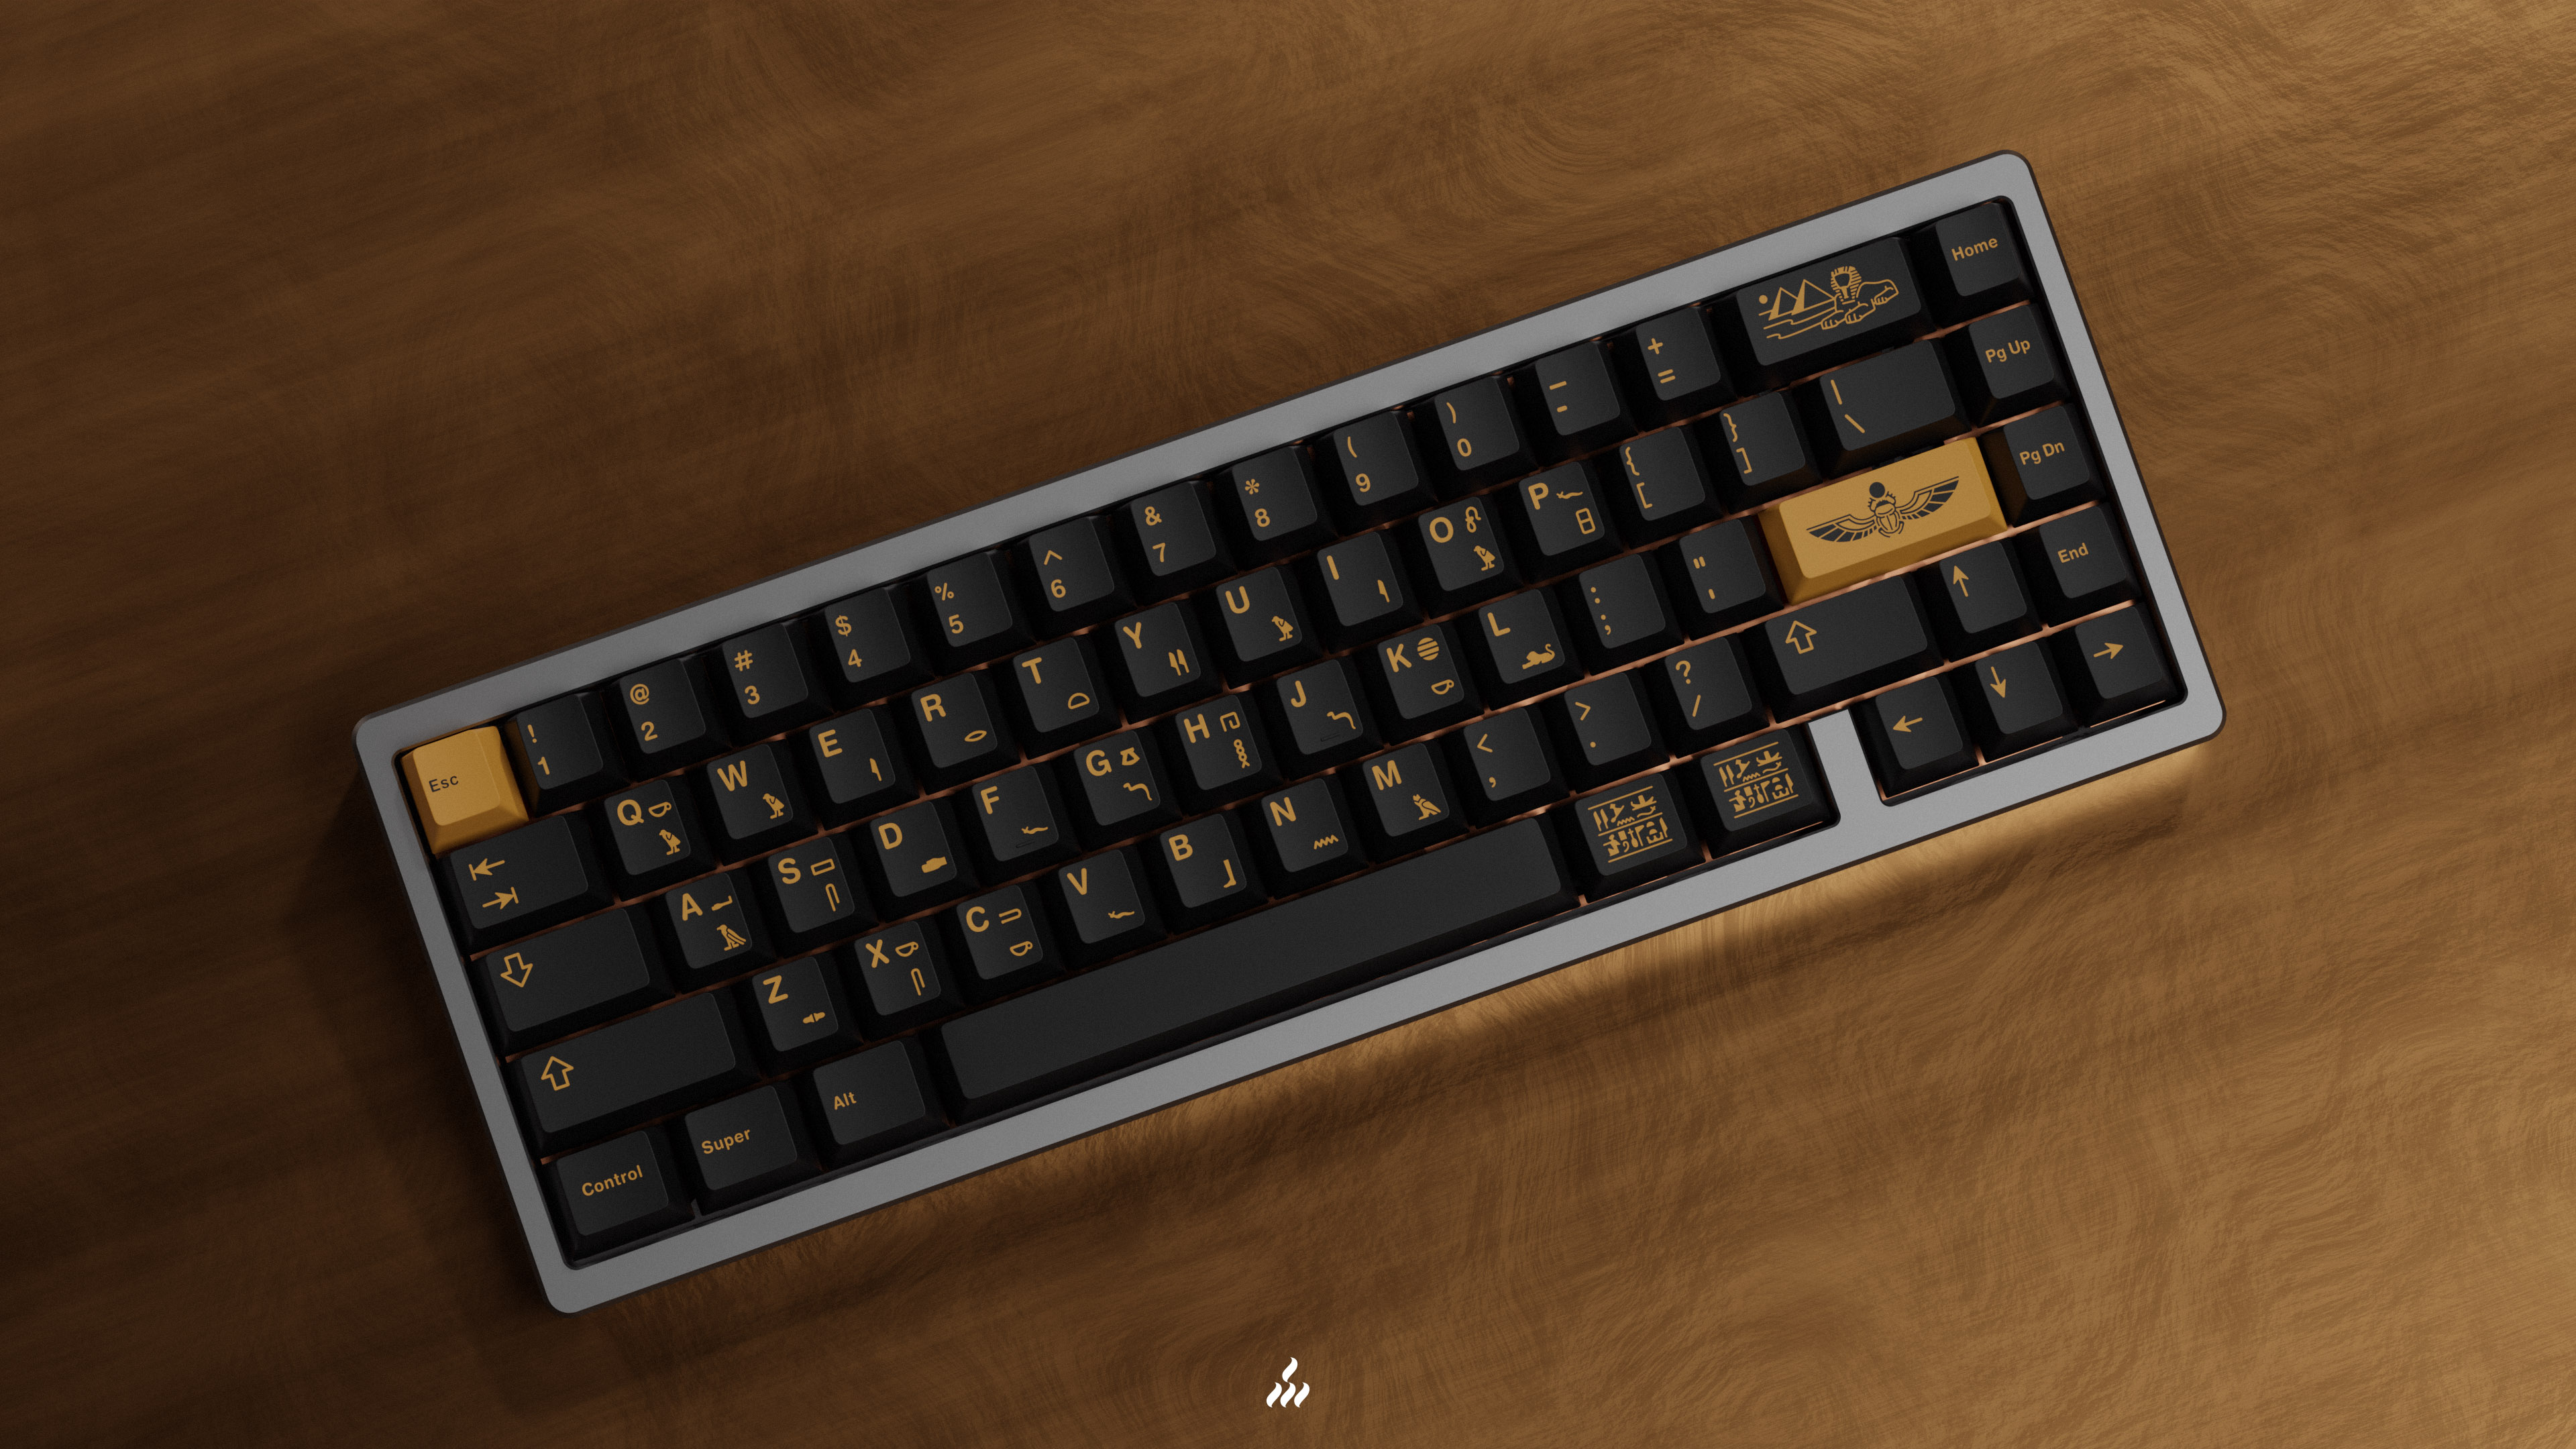 Esc ! 1 @ 2 # 3 $ 4 % 5 ^ 6 & 7 * 8 ( 9 ) 0 _ - + = Home
Q W E R T Y U I O P { [ } ] | \ Pg Up
A S D F G H J K L : ; " ' Pg Dn
Z X C V B N M < , > . ? / End
Control Super Alt